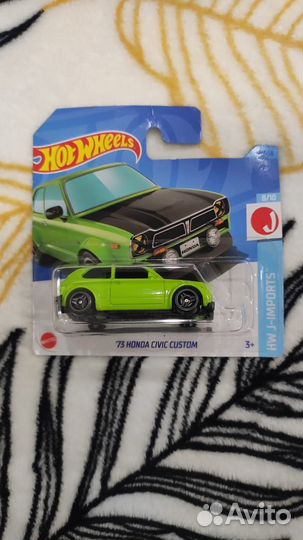 HOT WHEELS
8/10
J
HW J-IMPORTS
'73 HONDA CIVIC CUSTOM
3+
Avito